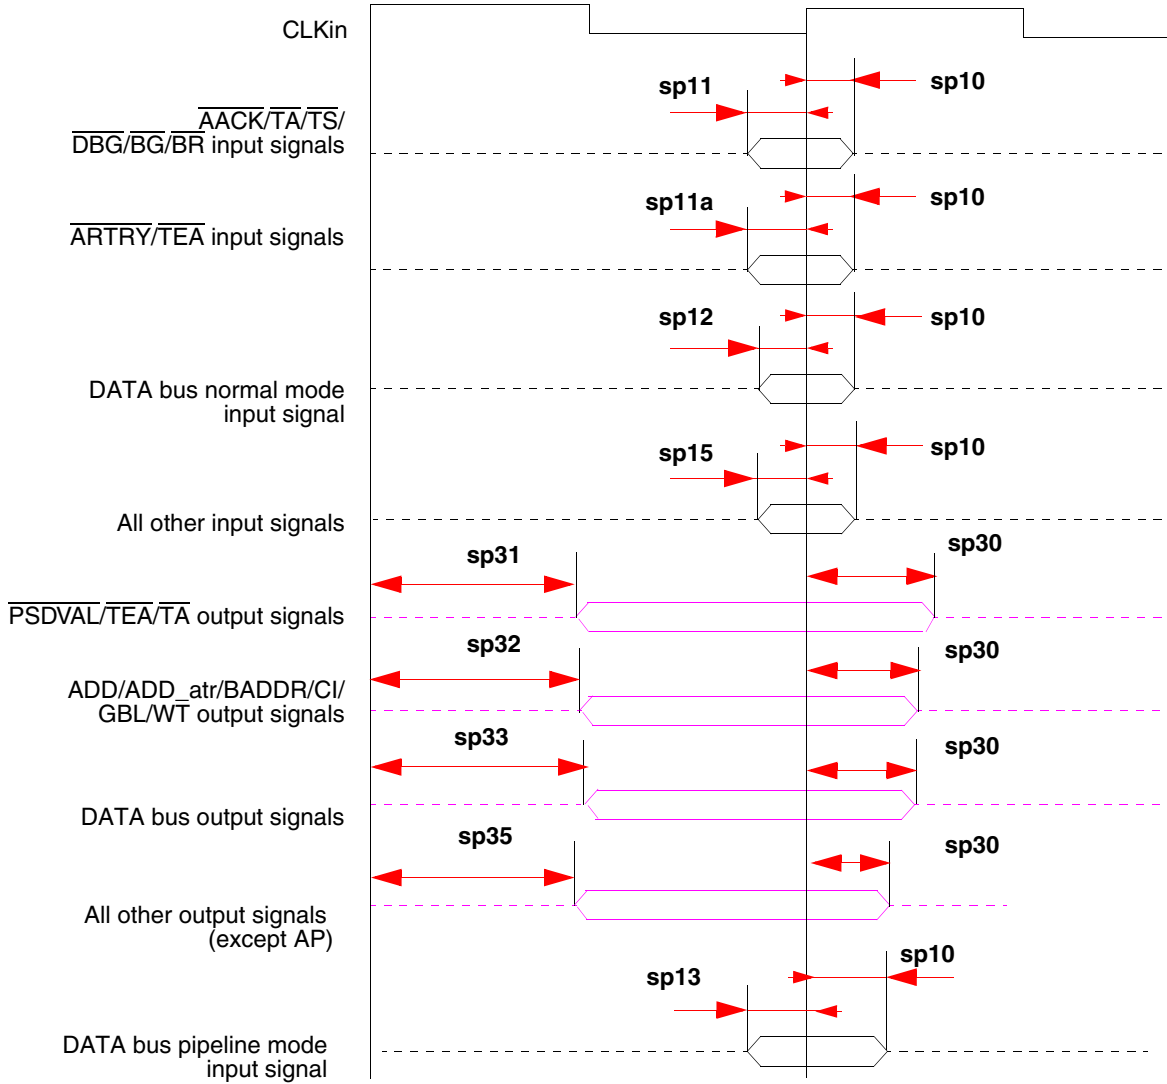 CLKin
sp11
sp10
AACK/TA/TS/
DBG/BG/BR input signals
sp11a
sp10
ARTRY/TEA input signals
sp12
sp10
DATA bus normal mode
input signal
sp15
sp10
All other input signals
sp31
sp30
PSDVAL/TEA/TA output signals
sp32
sp30
ADD/ADD_atr/BADDR/CI/
GBL/WT output signals
sp33
sp30
DATA bus output signals
sp35
sp30
All other output signals
(except AP)
sp13
sp10
DATA bus pipeline mode
input signal